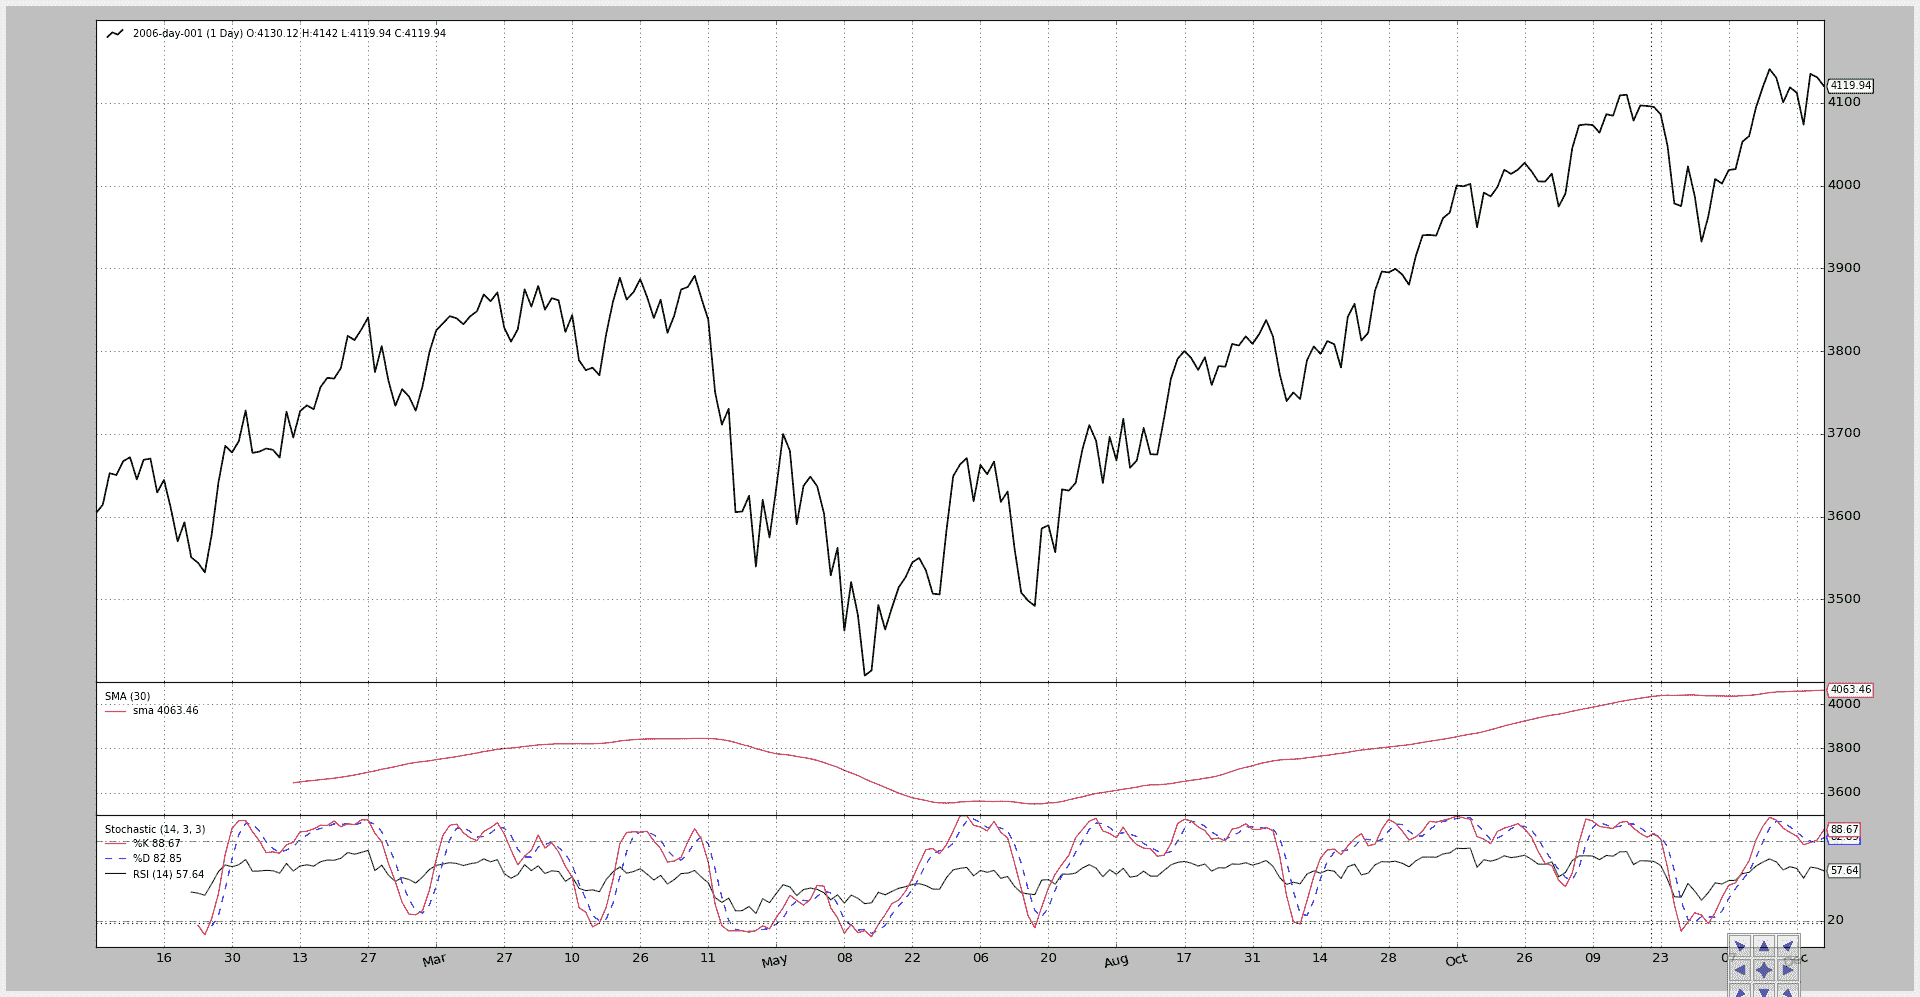 2006-day-001 (1 Day) O:4130.12 H:4142 L:4119.94 C:4119.94
4119.94
4100
4000
3900
3800
3700
3600
3500
SMA (30)
sma 4063.46
4063.46
4000
3800
3600
Stochastic (14, 3, 3)
%K 88.67
%D 82.85
RSI (14) 57.64
88.67
57.64
20
16 30 13 27 Mar 27 10 26 11 May 08 22 06 20 Aug 17 31 14 28 Oct 26 09 23